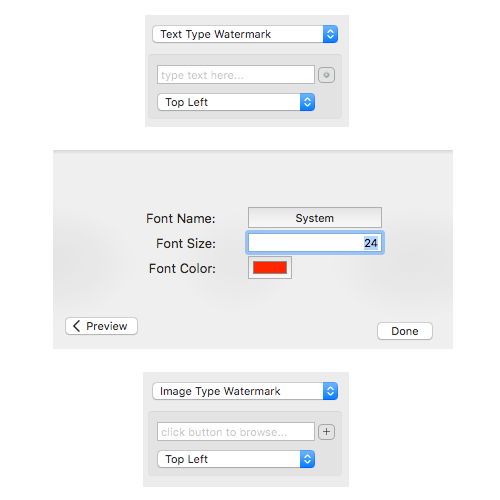 Text Type Watermark
type text here...
Top Left
Font Name: System
Font Size: 24
Font Color:
Preview
Done
Image Type Watermark
click button to browse... +
Top Left